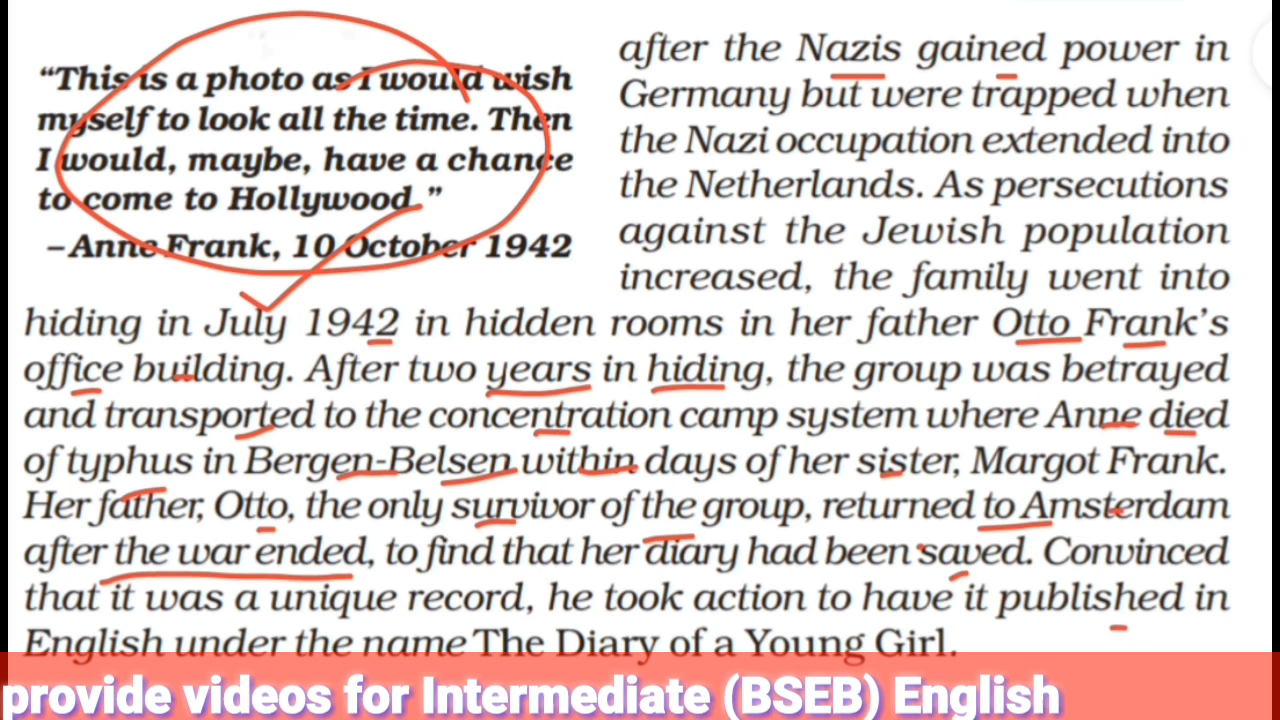 “This is a photo as I would wish
myself to look all the time. Then
I would, maybe, have a chance
to come to Hollywood.”
– Anne Frank, 10 October 1942
after the Nazis gained power in
Germany but were trapped when
the Nazi occupation extended into
the Netherlands. As persecutions
against the Jewish population
increased, the family went into
hiding in July 1942 in hidden rooms in her father Otto Frank’s
office building. After two years in hiding, the group was betrayed
and transported to the concentration camp system where Anne died
of typhus in Bergen-Belsen within days of her sister, Margot Frank.
Her father, Otto, the only survivor of the group, returned to Amsterdam
after the war ended, to find that her diary had been saved. Convinced
that it was a unique record, he took action to have it published in
English under the name The Diary of a Young Girl.
provide videos for Intermediate (BSEB) English